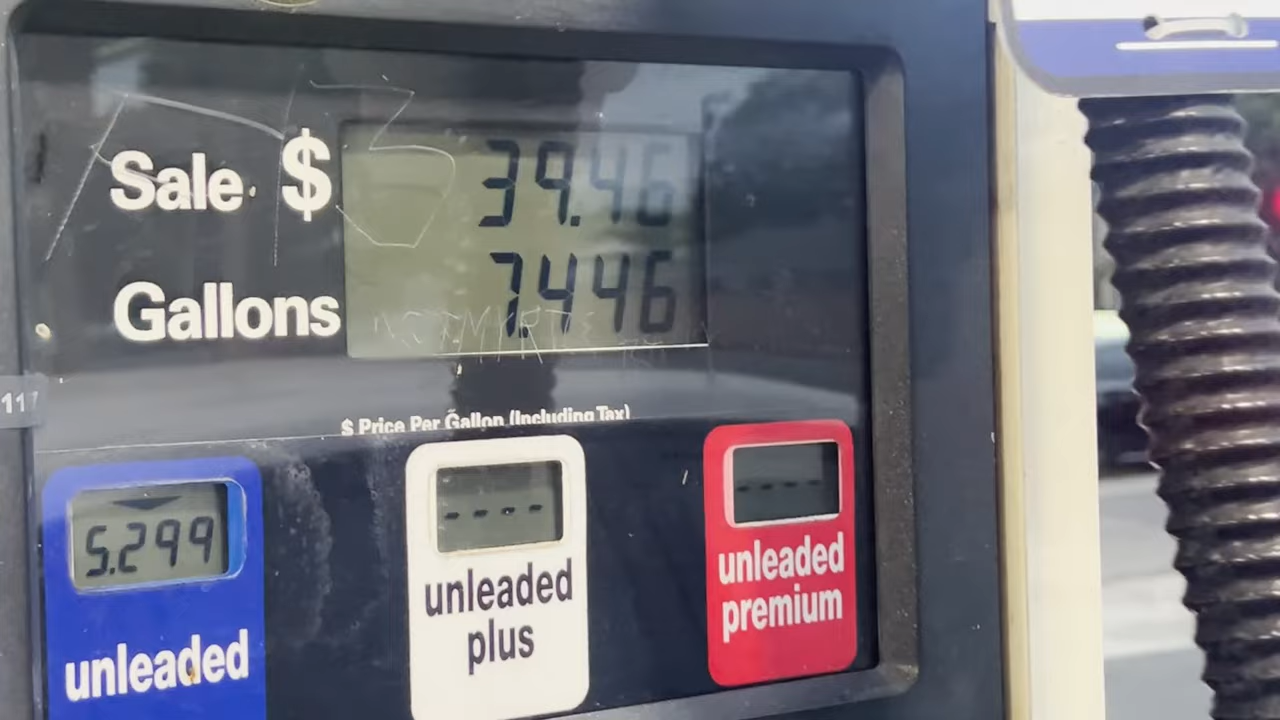 Sale $ 39.46
Gallons 7.446
$ Price Per Gallon (Including Tax)
5.299
unleaded
- - - -
unleaded
plus
- - - -
unleaded
premium